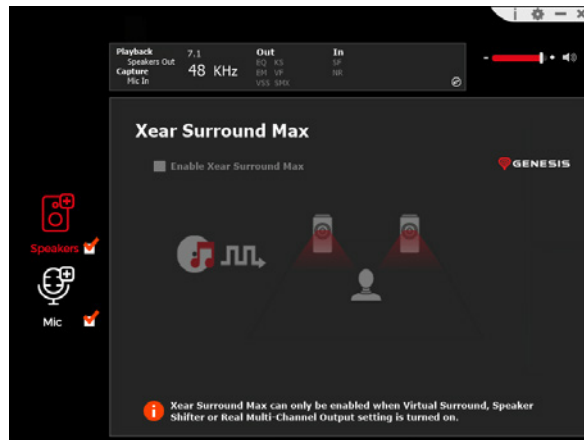 Playback 7.1 Out In
Speakers Out EQ KS SF
Capture 48 KHz EM VF NR
Mic In VSS SMX
Xear Surround Max
Enable Xear Surround Max
GENESIS
Speakers
Mic
Xear Surround Max can only be enabled when Virtual Surround, Speaker
Shifter or Real Multi-Channel Output setting is turned on.